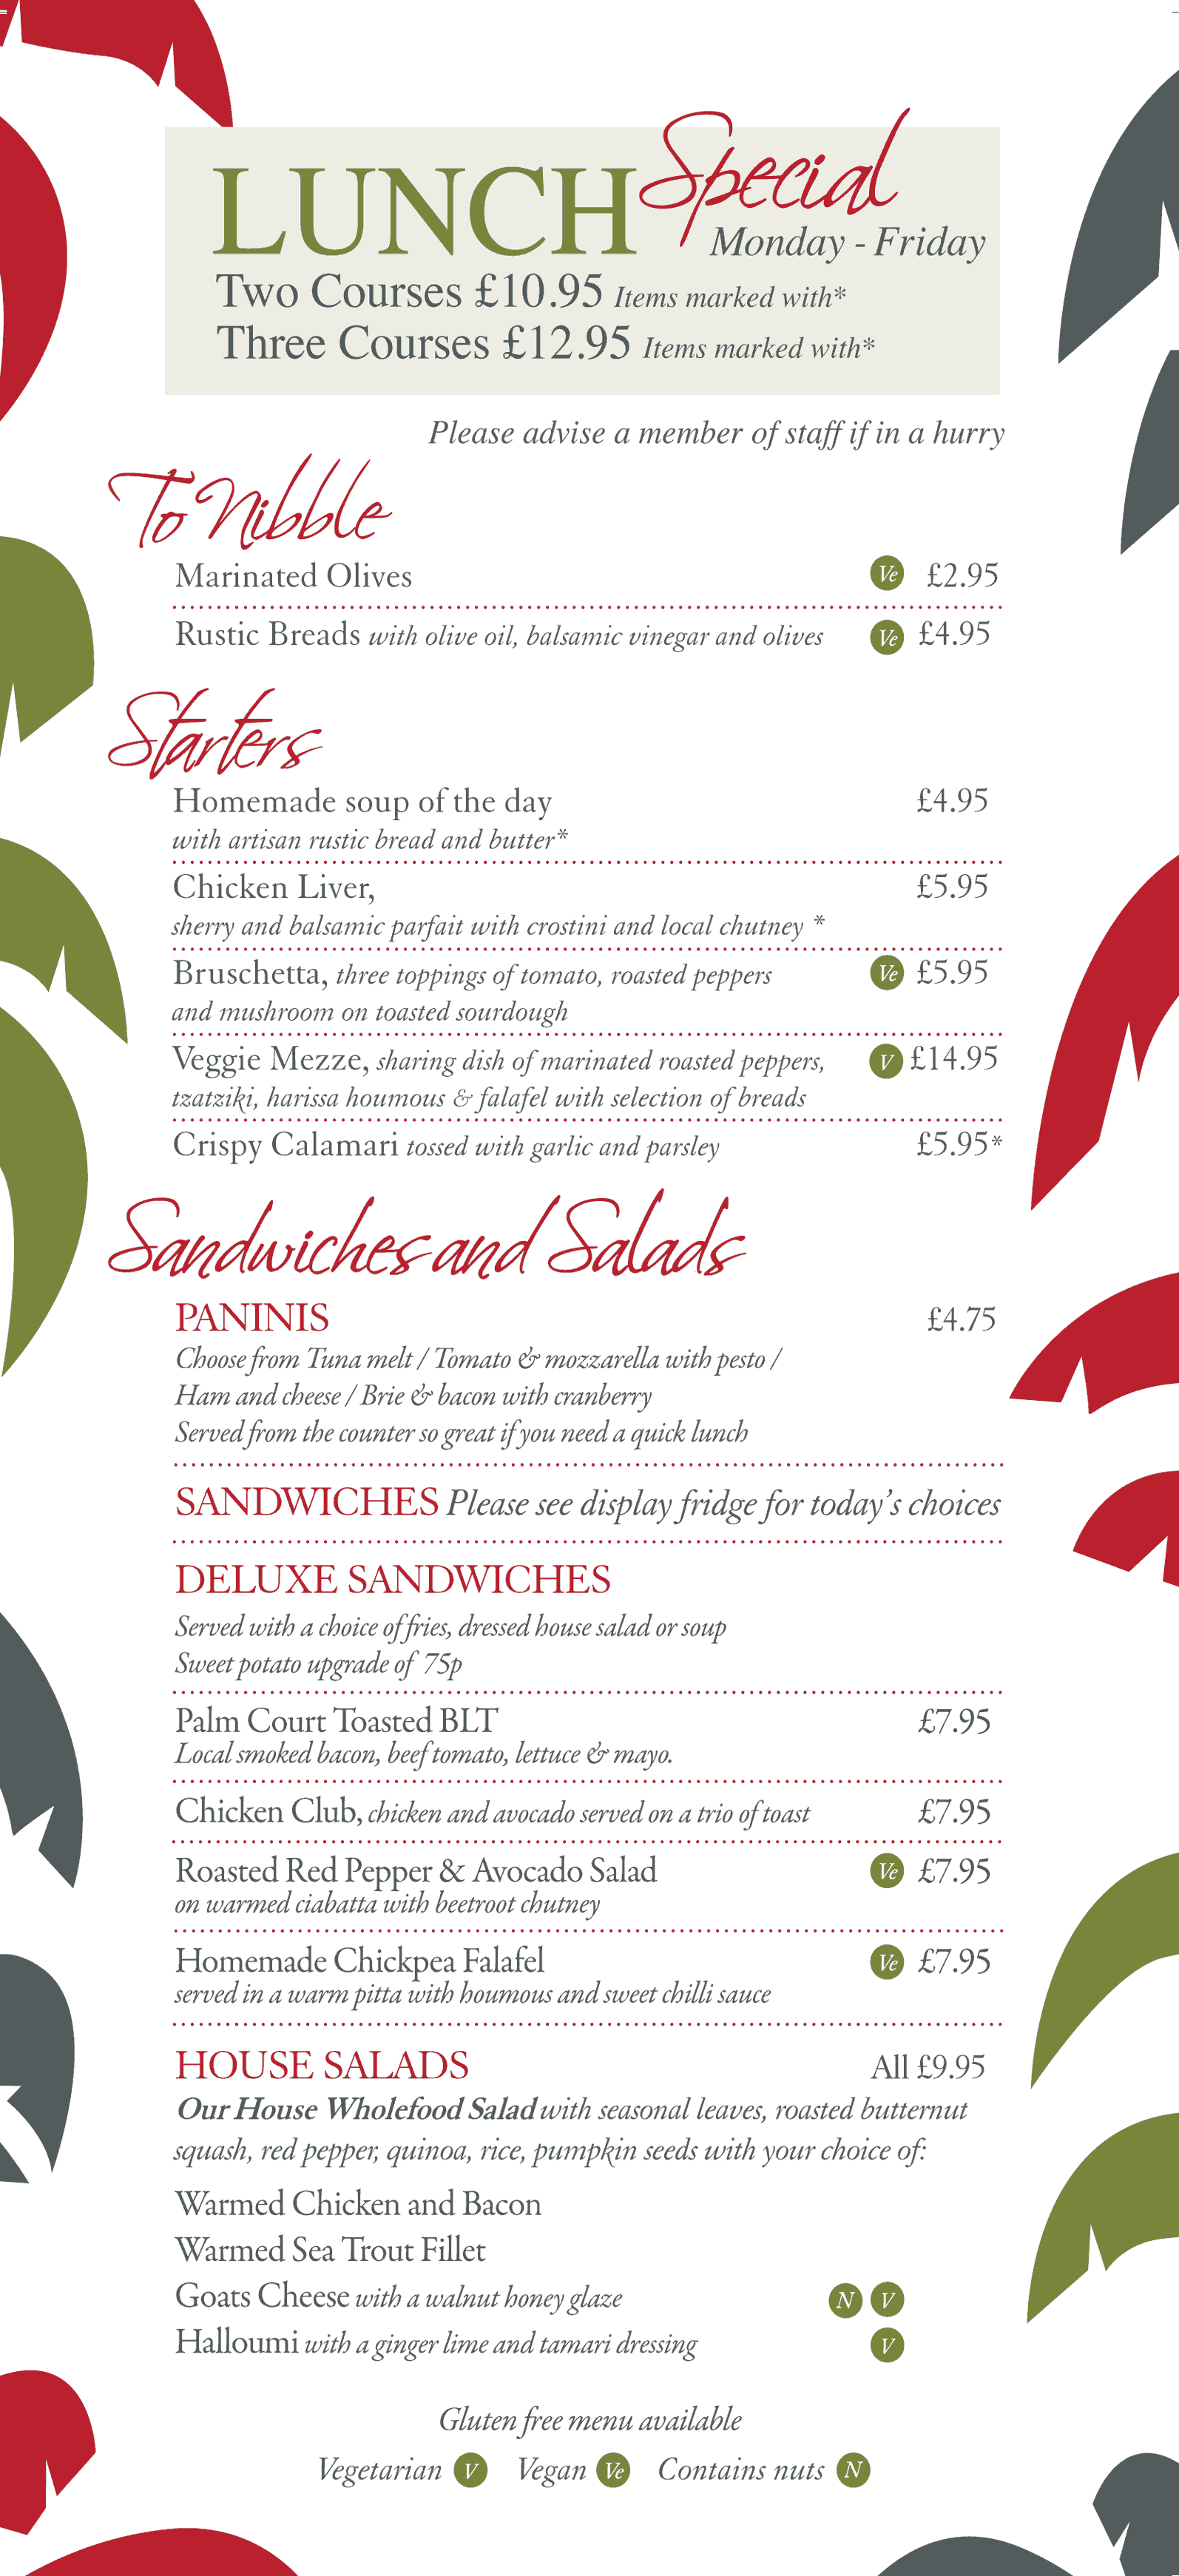 LUNCH Special
Monday - Friday
Two Courses £10.95 Items marked with*
Three Courses £12.95 Items marked with*
Please advise a member of staff if in a hurry
To Nibble
Marinated Olives Ve £2.95
Rustic Breads with olive oil, balsamic vinegar and olives Ve £4.95
Starters
Homemade soup of the day £4.95
with artisan rustic bread and butter*
Chicken Liver, £5.95
sherry and balsamic parfait with crostini and local chutney *
Bruschetta, three toppings of tomato, roasted peppers Ve £5.95
and mushroom on toasted sourdough
Veggie Mezze, sharing dish of marinated roasted peppers, V £14.95
tzatziki, harissa houmous & falafel with selection of breads
Crispy Calamari tossed with garlic and parsley £5.95*
Sandwiches and Salads
PANINIS £4.75
Choose from Tuna melt / Tomato & mozzarella with pesto /
Ham and cheese / Brie & bacon with cranberry
Served from the counter so great if you need a quick lunch
SANDWICHES Please see display fridge for today's choices
DELUXE SANDWICHES
Served with a choice of fries, dressed house salad or soup
Sweet potato upgrade of 75p
Palm Court Toasted BLT £7.95
Local smoked bacon, beef tomato, lettuce & mayo.
Chicken Club, chicken and avocado served on a trio of toast £7.95
Roasted Red Pepper & Avocado Salad Ve £7.95
on warmed ciabatta with beetroot chutney
Homemade Chickpea Falafel Ve £7.95
served in a warm pitta with houmous and sweet chilli sauce
HOUSE SALADS All £9.95
Our House Wholefood Salad with seasonal leaves, roasted butternut
squash, red pepper, quinoa, rice, pumpkin seeds with your choice of:
Warmed Chicken and Bacon
Warmed Sea Trout Fillet
Goats Cheese with a walnut honey glaze N V
Halloumi with a ginger lime and tamari dressing V
Gluten free menu available
Vegetarian V Vegan Ve Contains nuts N